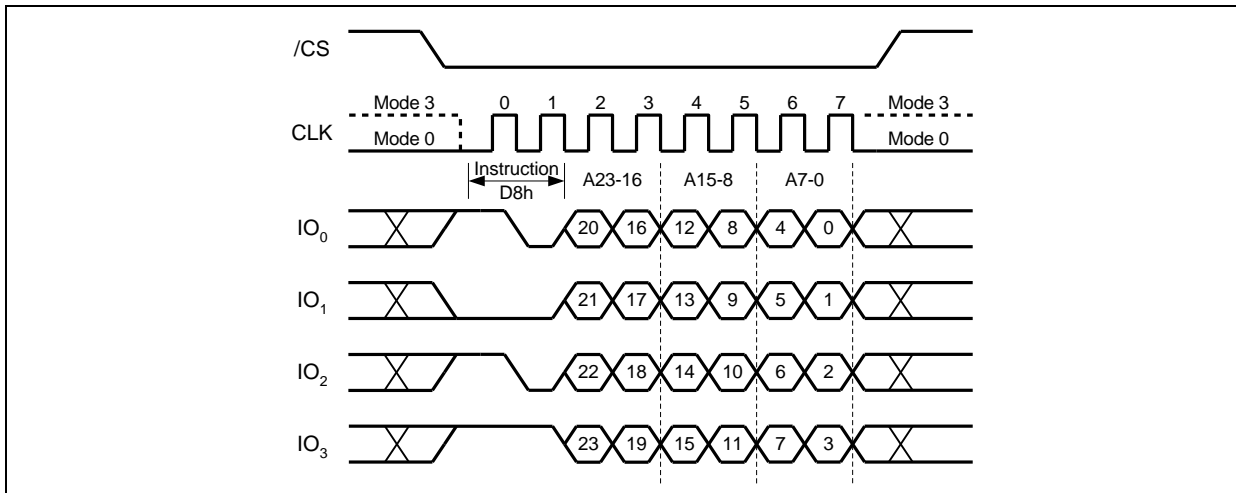 /CS
Mode 3 0 1 2 3 4 5 6 7 Mode 3
CLK
Mode 0 Mode 0
Instruction
D8h
A23-16 A15-8 A7-0
IO0 20 16 12 8 4 0
IO1 21 17 13 9 5 1
IO2 22 18 14 10 6 2
IO3 23 19 15 11 7 3